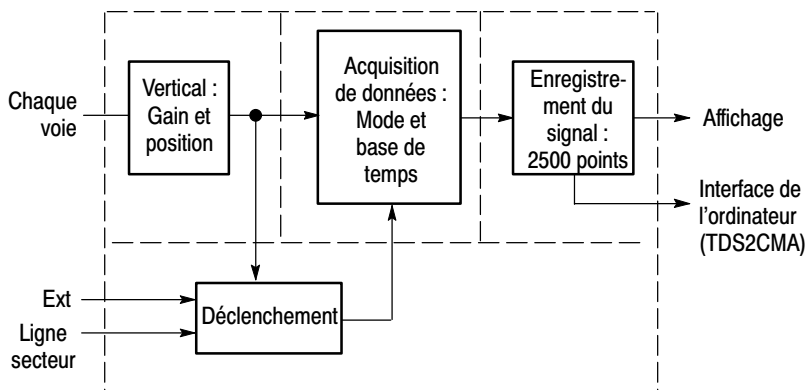 Chaque
voie
Vertical :
Gain et
position
Acquisition
de données :
Mode et
base de
temps
Enregistre-
ment du
signal :
2500 points
Affichage
Interface de
l'ordinateur
(TDS2CMA)
Ext
Ligne
secteur
Déclenchement